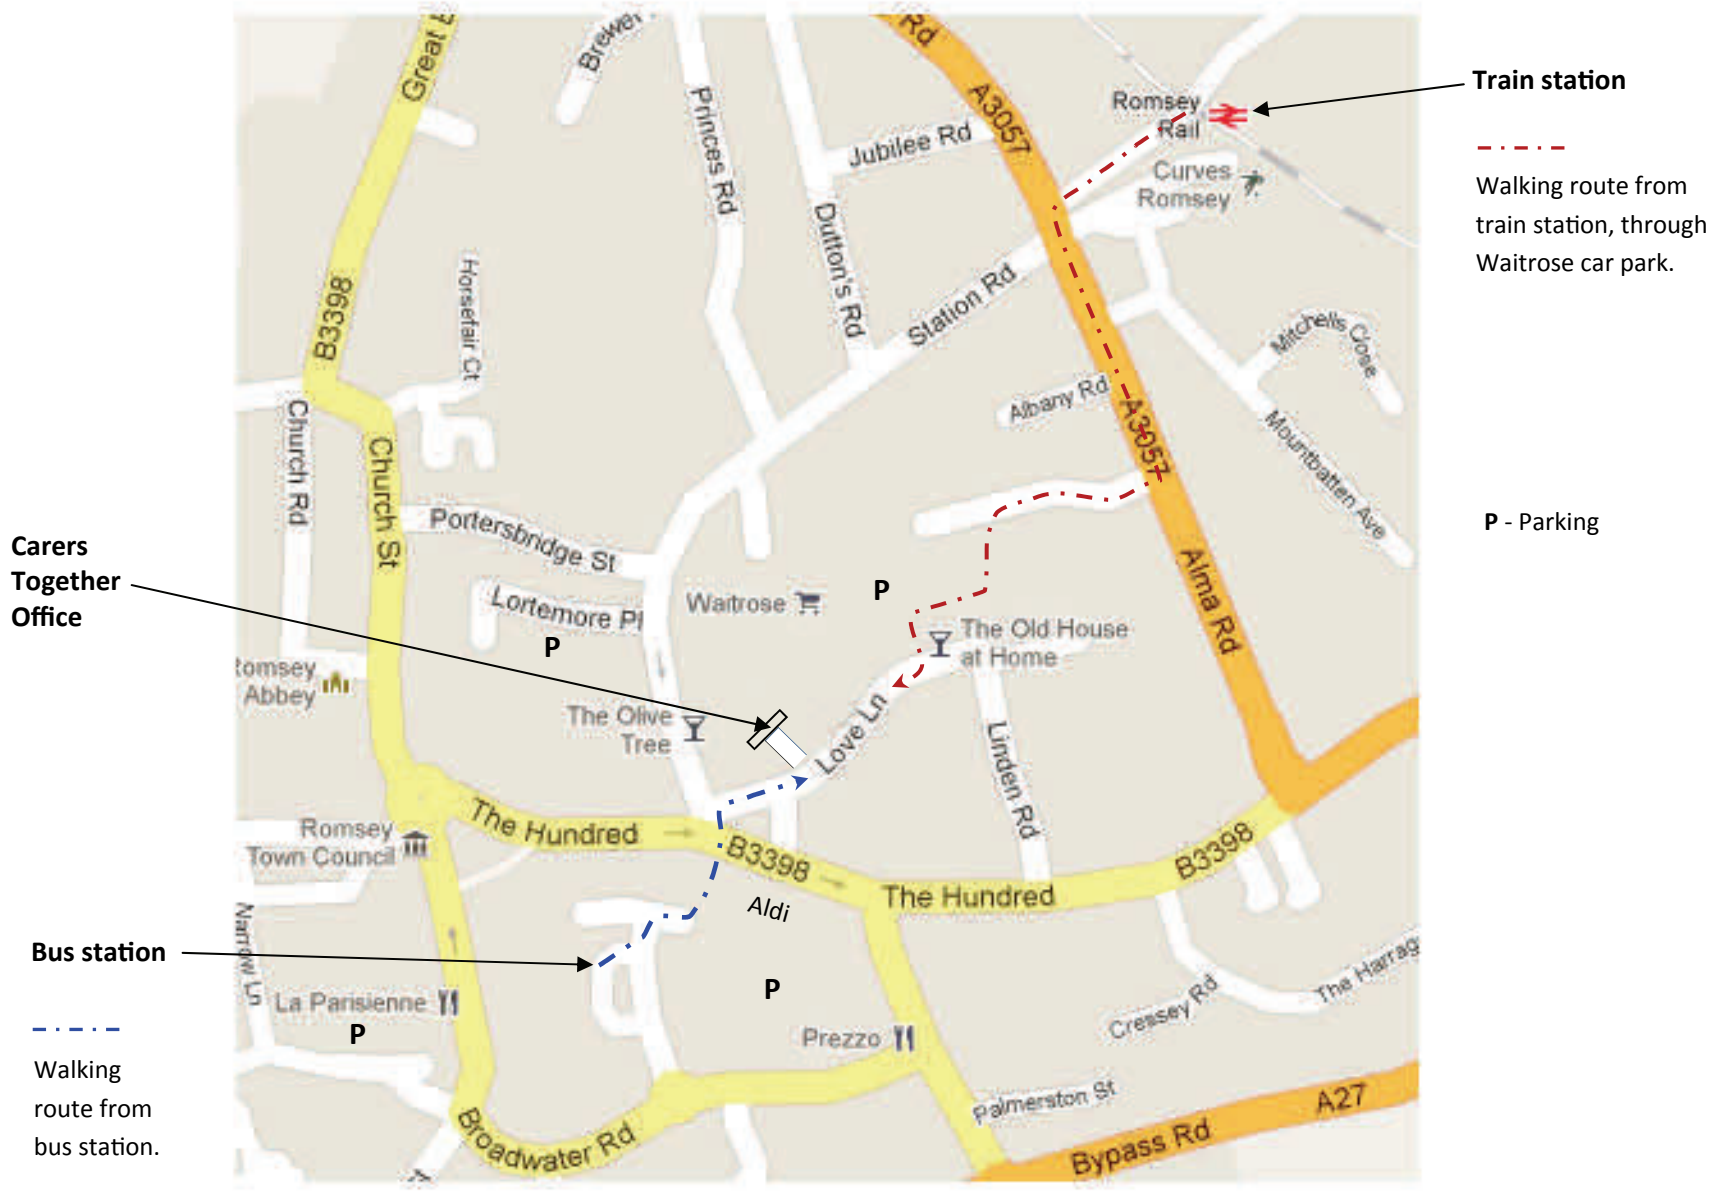 Great
Brewer
Rd
A3057
Romsey
Rail
Train station
Walking route from
train station, through
Waitrose car park.
Princes Rd
Jubilee Rd
Curves
Romsey
Dutton's Rd
Station Rd
Horsefair Ct
B3398
Mitchells Close
Albany Rd
A3057
Mountbatten Ave
Church Rd
Church St
P - Parking
Portersbridge St
Carers
Together
Office
Lortemore Pl
P
Waitrose
P
Alma Rd
The Old House
at Home
Romsey
Abbey
The Olive
Tree
Love Ln
Linden Rd
The Hundred
Romsey
Town Council
B3398
The Hundred
B3398
Aldi
Narrow Ln
Bus station
La Parisienne
P
P
Prezzo
Cressey Rd
The Harrag
Walking
route from
bus station.
Palmerston St
Broadwater Rd
Bypass Rd
A27